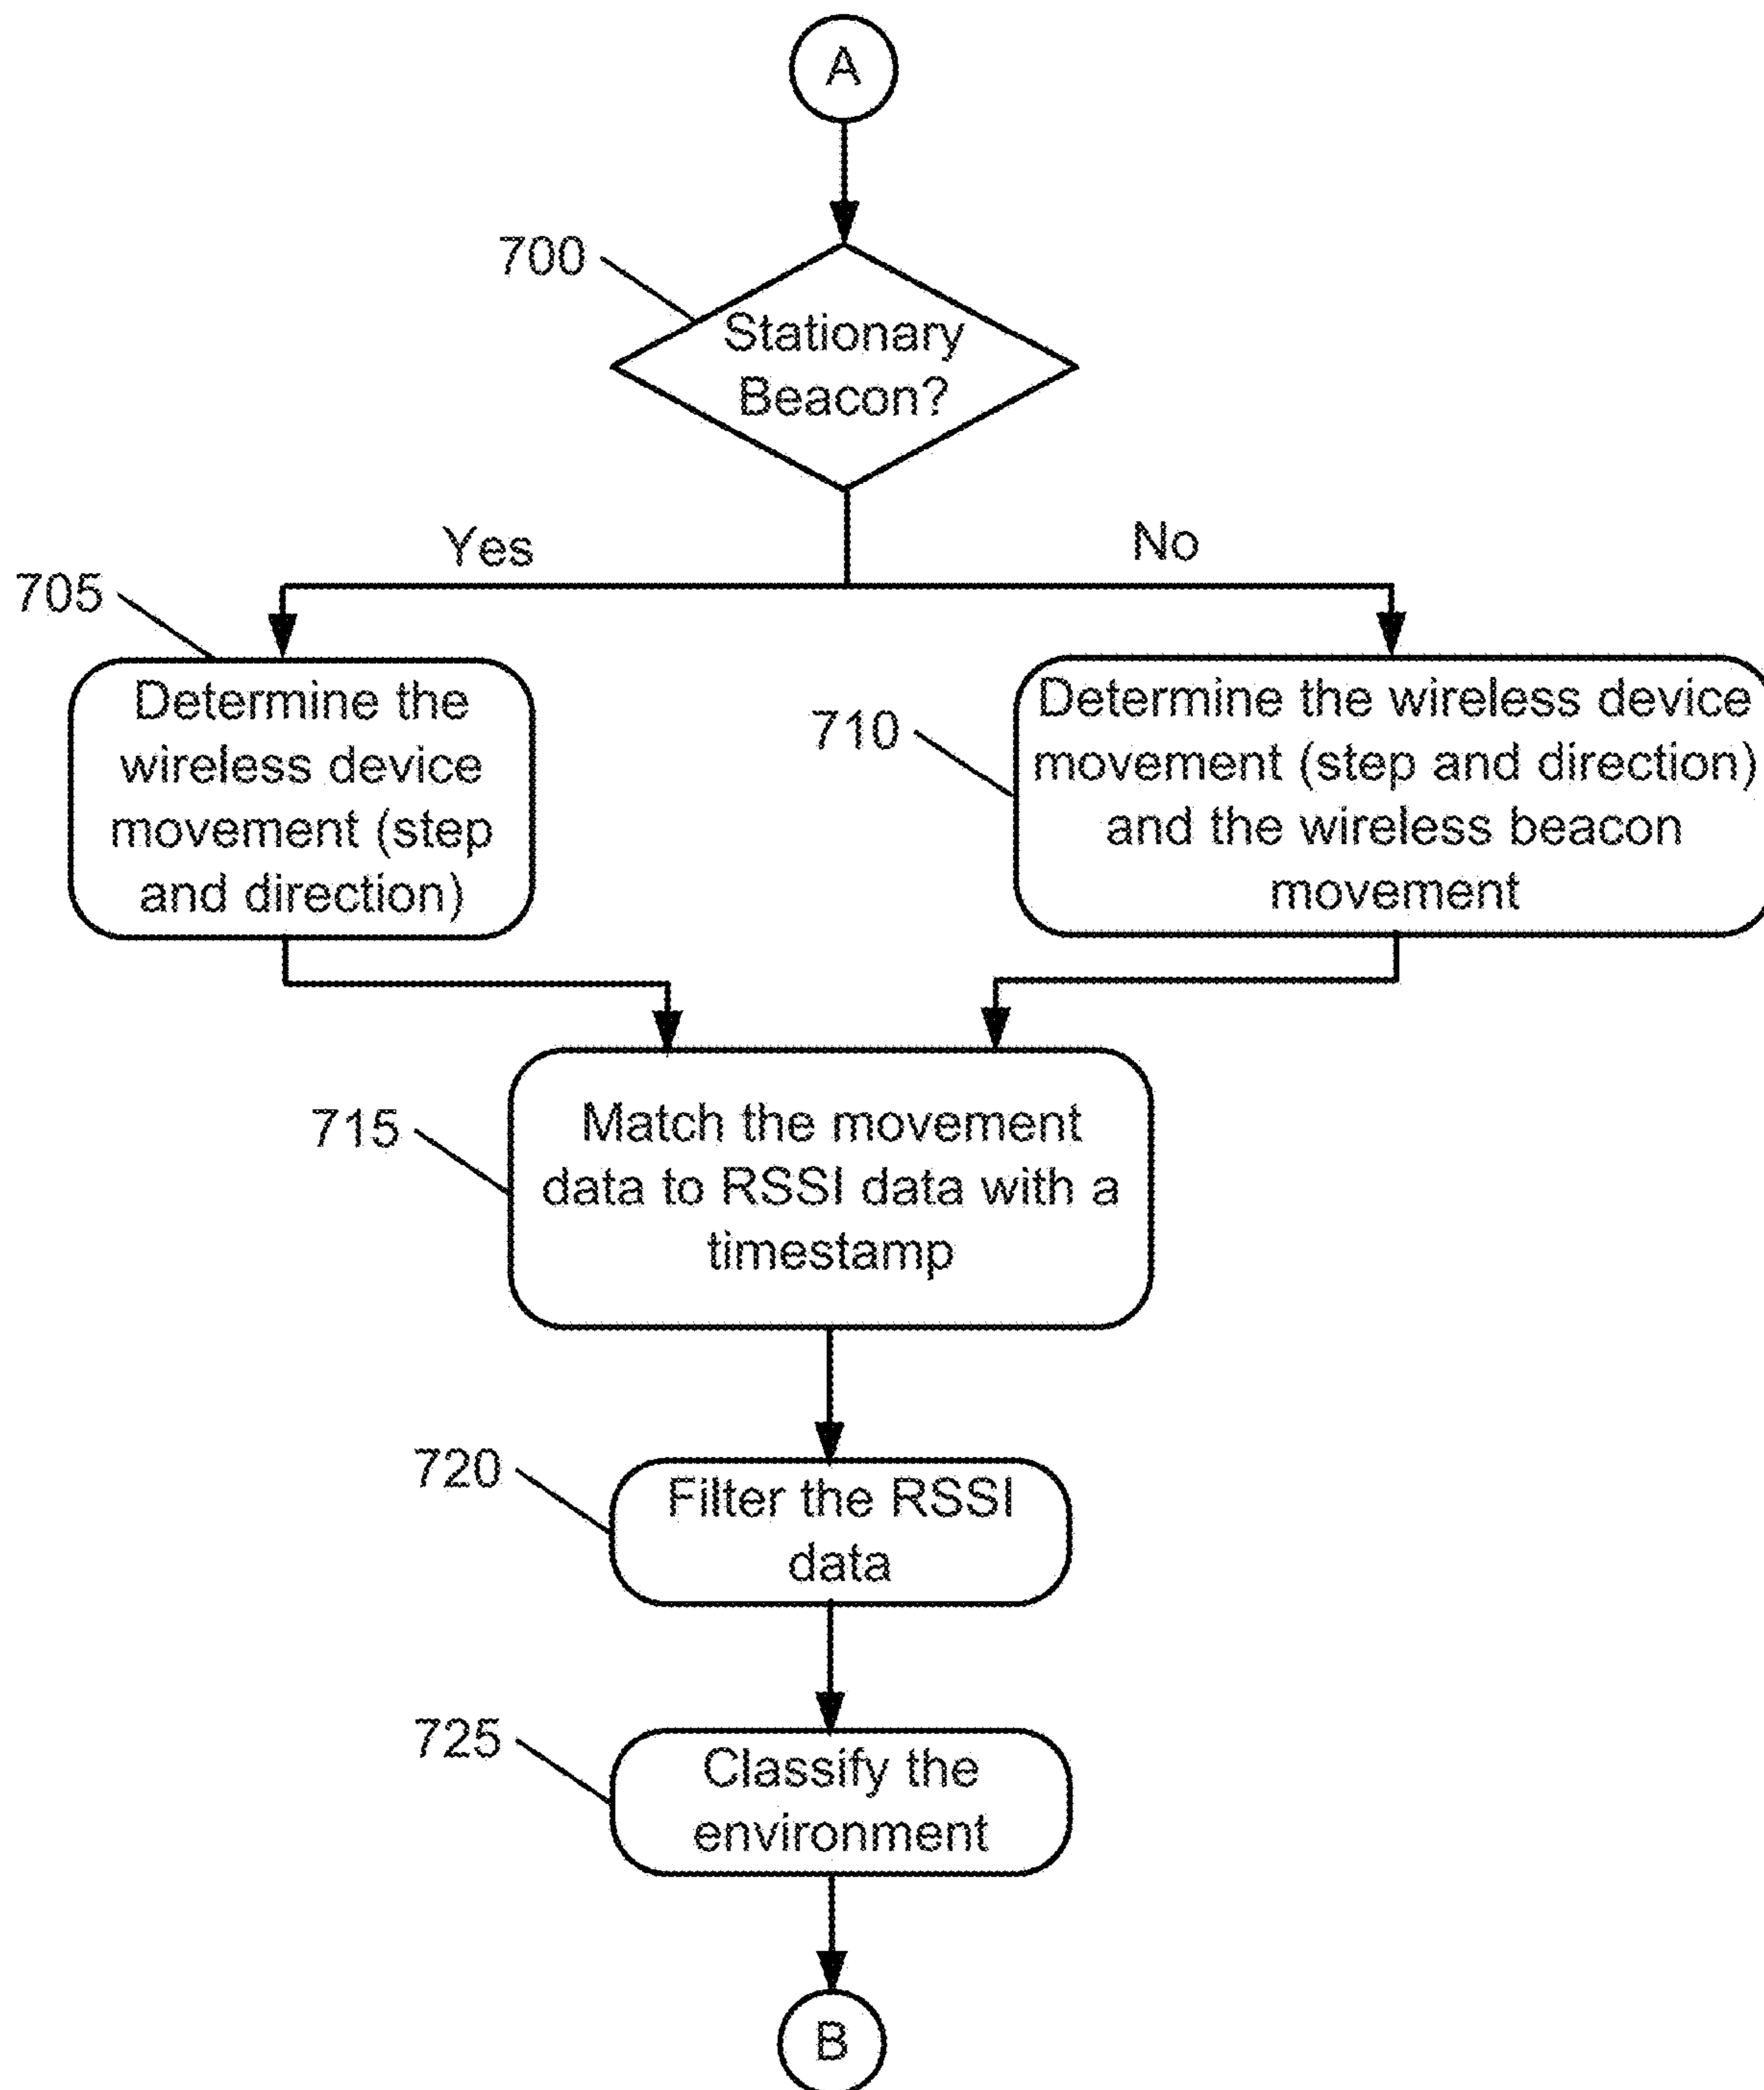 A
700
Stationary
Beacon?
Yes
No
705
Determine the
wireless device
movement (step
and direction)
710
Determine the wireless device
movement (step and direction)
and the wireless beacon
movement
715
Match the movement
data to RSSI data with a
timestamp
720
Filter the RSSI
data
725
Classify the
environment
B